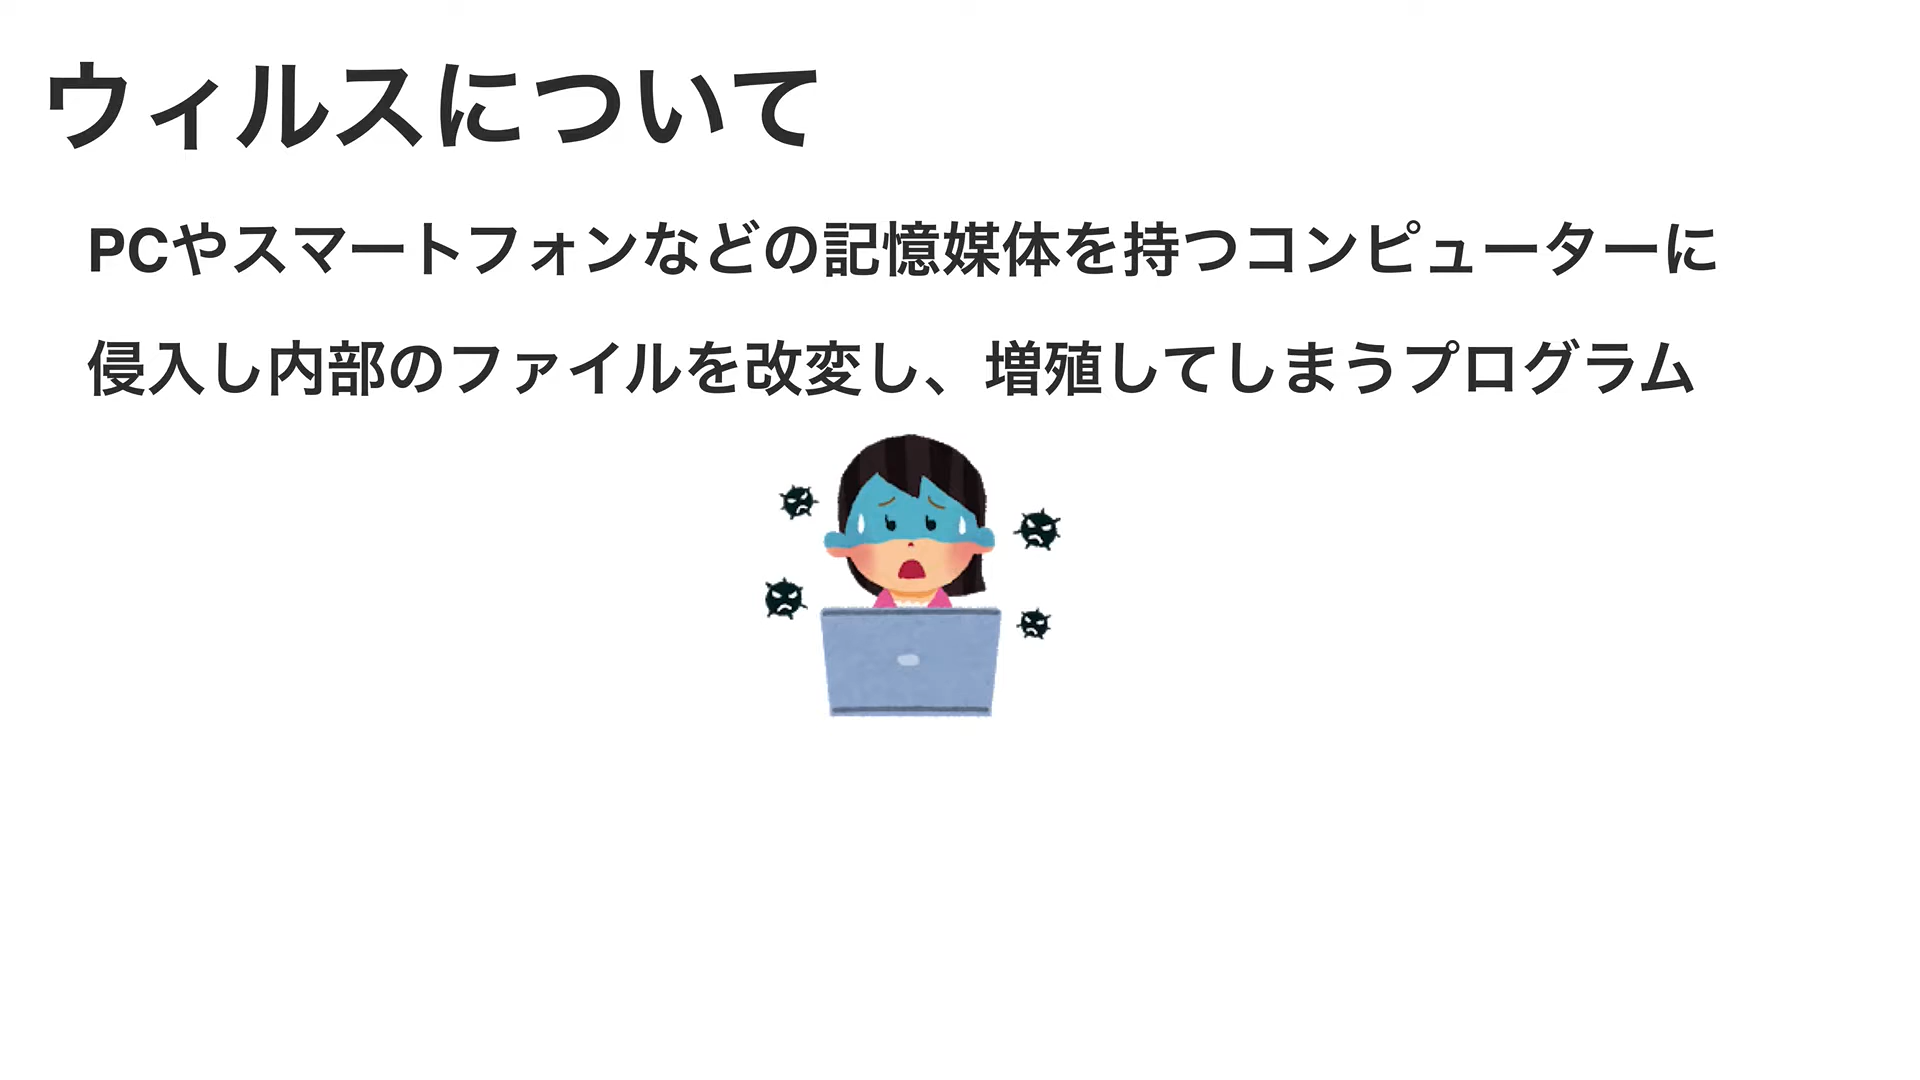 ウィルスについて
PCやスマートフォンなどの記憶媒体を持つコンピューターに
侵入し内部のファイルを改変し、増殖してしまうプログラム